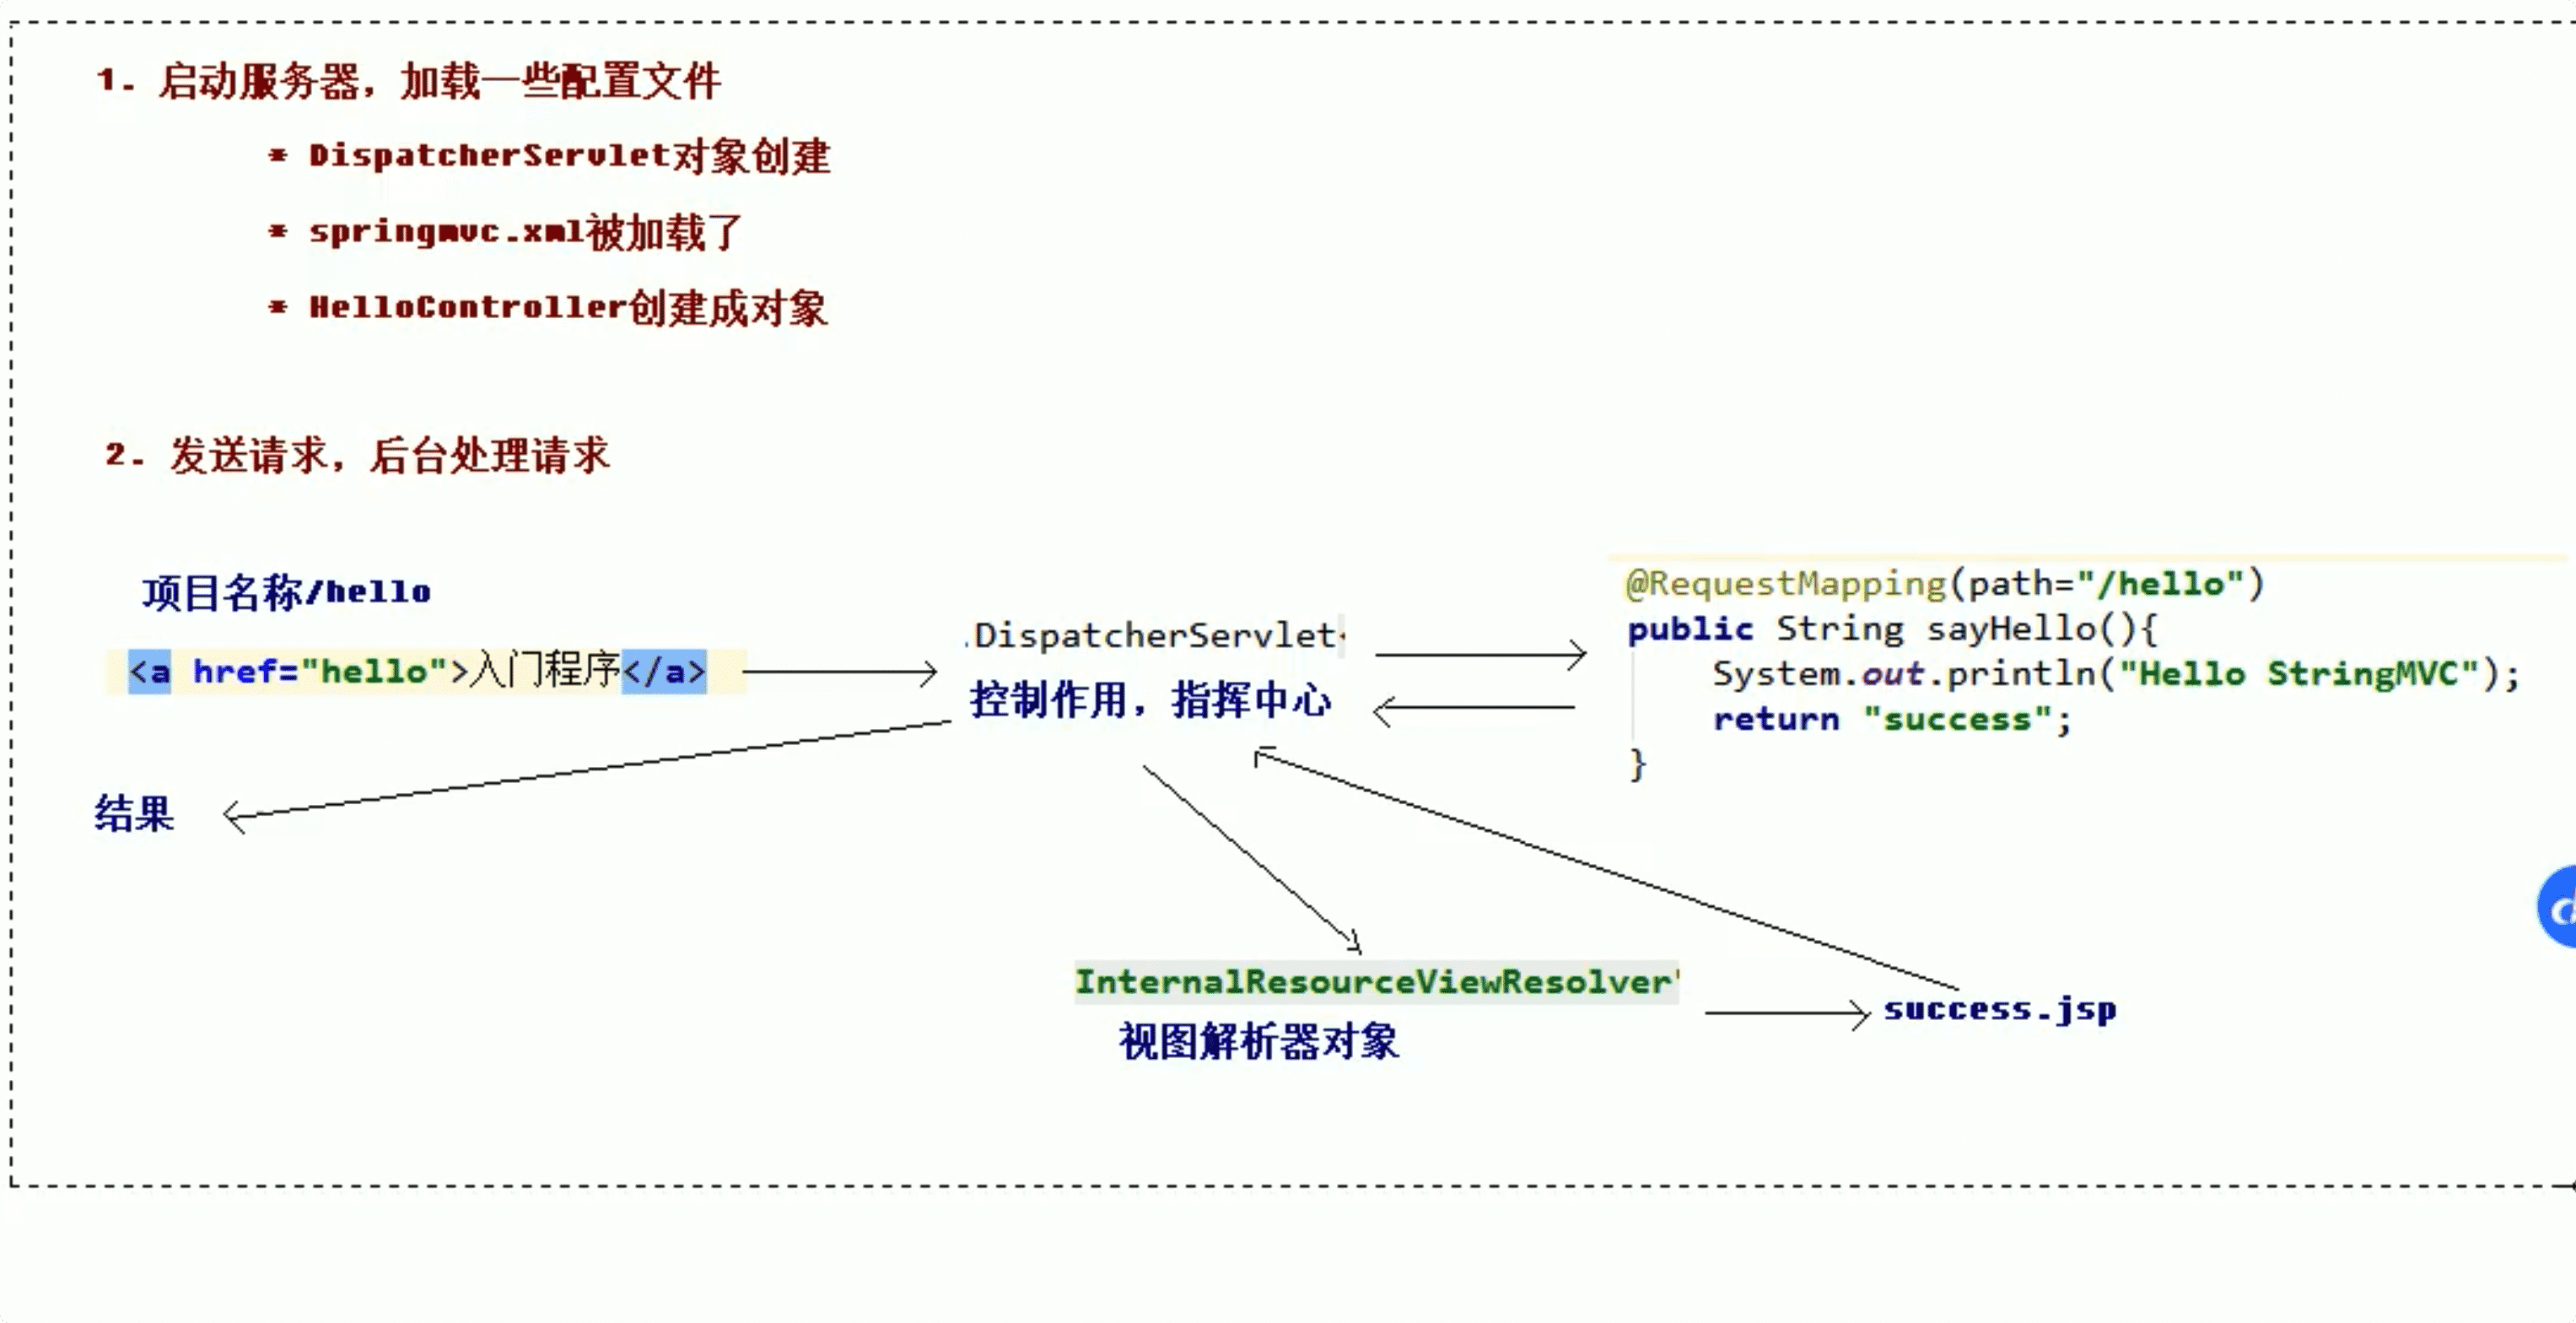 1. 启动服务器，加载一些配置文件
* DispatcherServlet对象创建
* springmvc.xml被加载了
* HelloController创建成对象
2. 发送请求，后台处理请求
项目名称/hello
<a href="hello">入门程序</a>
结果
.DispatcherServlet
控制作用，指挥中心
@RequestMapping(path="/hello")
public String sayHello(){
System.out.println("Hello StringMVC");
return "success";
}
InternalResourceViewResolver"
视图解析器对象
success.jsp